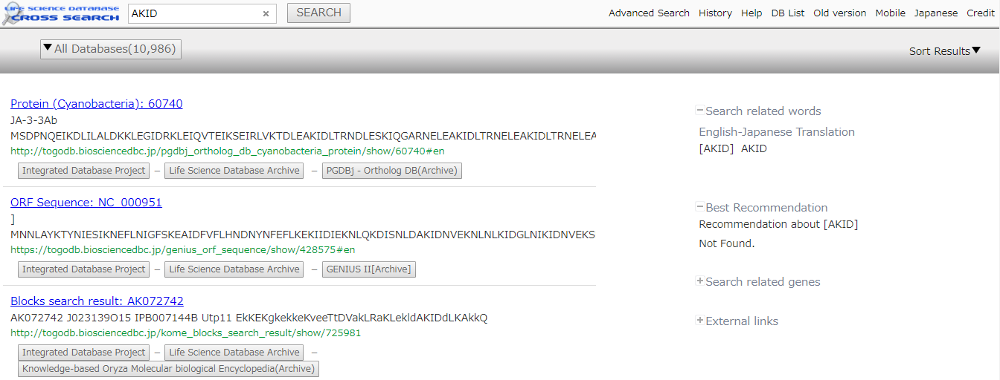 LIFE SCIENCE DATABASE
CROSS SEARCH
AKID × SEARCH
Advanced Search History Help DB List Old version Mobile Japanese Credit
▼All Databases(10,986)
Sort Results▼
Protein (Cyanobacteria): 60740
JA-3-3Ab
MSDPNQEIKDLILALDKKLEGIDRKLEIQVTEIKSEIRLVKTDLEAKIDLTRNDLESKIQGARNELEAKIDLTRNELEAKIDLTRNELEA
http://togodb.biosciencedbc.jp/pgdbj_ortholog_db_cyanobacteria_protein/show/60740#en
Integrated Database Project – Life Science Database Archive – PGDBj - Ortholog DB(Archive)
ORF Sequence: NC_000951
]
MNNLAYKTYNIESIKNEFLNIGFSKEAIDFVFLHNDNYNFEFLKEKIIDIEKNLQKDISNLDAKIDNVEKNLNLKIDGLNIKIDNVEKS
https://togodb.biosciencedbc.jp/genius_orf_sequence/show/428575#en
Integrated Database Project – Life Science Database Archive – GENIUS II[Archive]
Blocks search result: AK072742
AK072742 J023139O15 IPB007144B Utp11 EkKEKgkekkeKveeTtDVakLRaKLekldAKIDdLKAkkQ
http://togodb.biosciencedbc.jp/kome_blocks_search_result/show/725981
Integrated Database Project – Life Science Database Archive –
Knowledge-based Oryza Molecular biological Encyclopedia(Archive)
Search related words
English-Japanese Translation
[AKID] AKID
Best Recommendation
Recommendation about [AKID]
Not Found.
Search related genes
External links